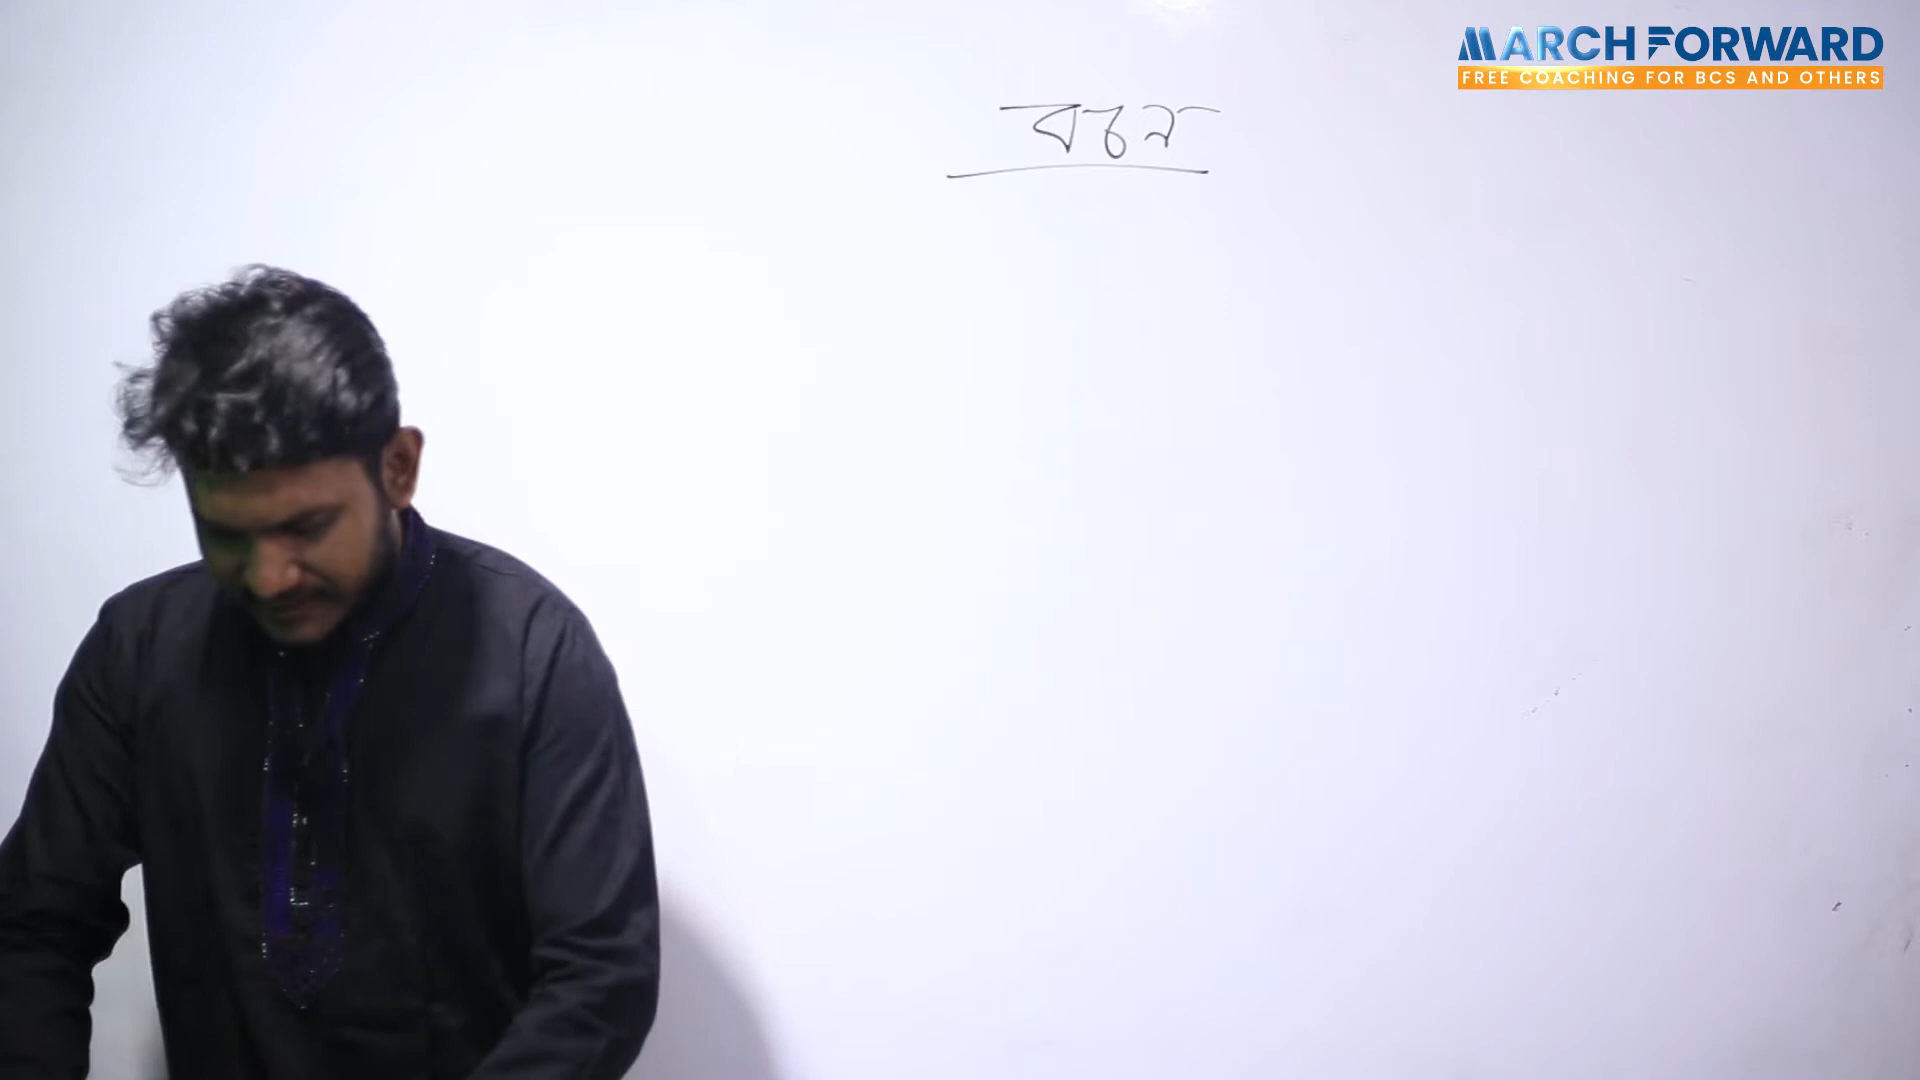 MARCH FORWARD
FREE COACHING FOR BCS AND OTHERS
বচন